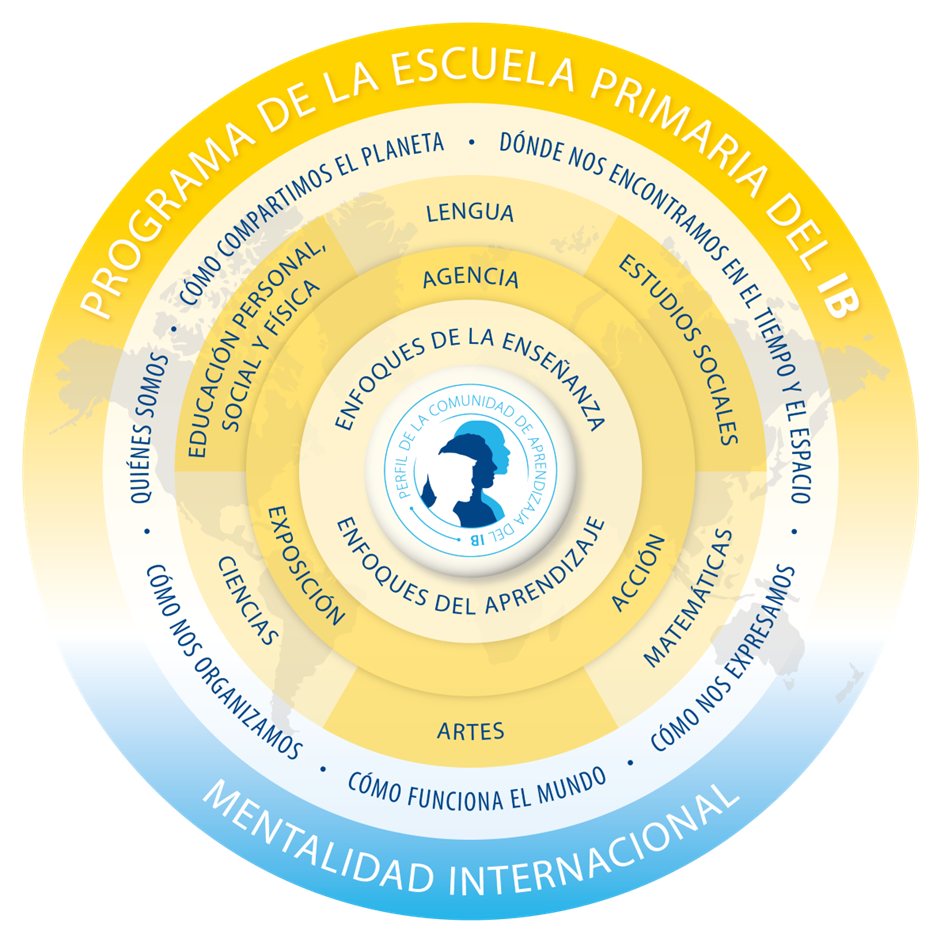 PROGRAMA DE LA ESCUELA PRIMARIA DEL IB
CÓMO COMPARTIMOS EL PLANETA
DÓNDE NOS ENCONTRAMOS EN EL TIEMPO Y EL ESPACIO
CÓMO NOS EXPRESAMOS
CÓMO FUNCIONA EL MUNDO
CÓMO NOS ORGANIZAMOS
QUIÉNES SOMOS
LENGUA
ESTUDIOS SOCIALES
MATEMÁTICAS
ARTES
CIENCIAS
EDUCACIÓN PERSONAL,
SOCIAL Y FÍSICA
AGENCIA
ACCIÓN
EXPOSICIÓN
ENFOQUES DE LA ENSEÑANZA
ENFOQUES DEL APRENDIZAJE
PERFIL DE LA COMUNIDAD DE APRENDIZAJA DEL IB
MENTALIDAD INTERNACIONAL